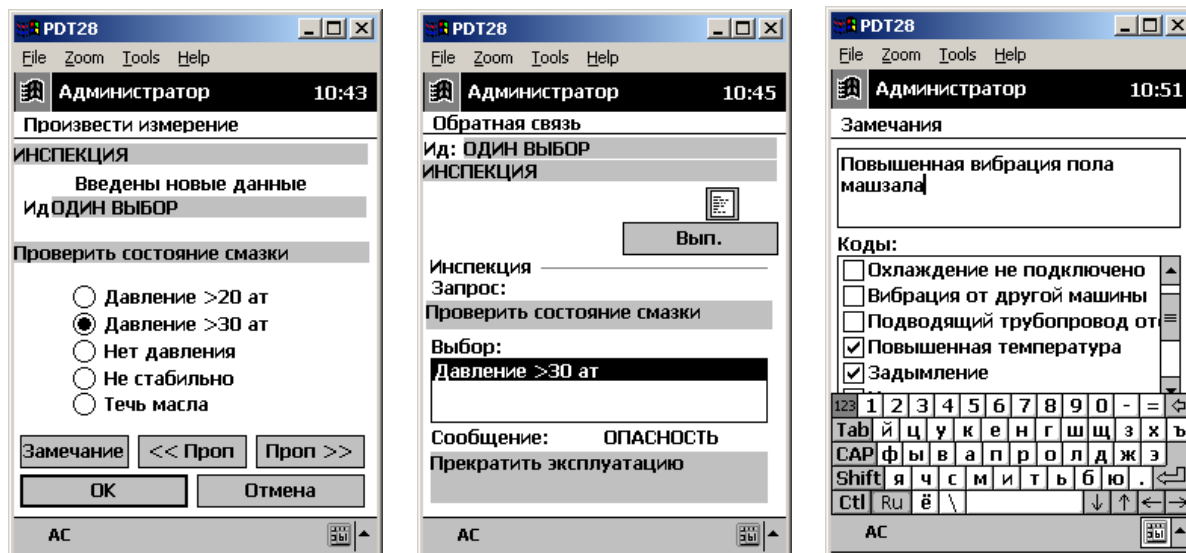 PDT28
File Zoom Tools Help
Администратор 10:43
Произвести измерение
ИНСПЕКЦИЯ
Введены новые данные
Ид ОДИН ВЫБОР
Проверить состояние смазки
Давление >20 ат
Давление >30 ат
Нет давления
Не стабильно
Течь масла
Замечание << Проп Проп >>
OK Отмена
АС
PDT28
File Zoom Tools Help
Администратор 10:45
Обратная связь
Ид: ОДИН ВЫБОР
ИНСПЕКЦИЯ
Вып.
Инспекция
Запрос:
Проверить состояние смазки
Выбор:
Давление >30 ат
Сообщение: ОПАСНОСТЬ
Прекратить эксплуатацию
АС
PDT28
File Zoom Tools Help
Администратор 10:51
Замечания
Повышенная вибрация пола
машзала
Коды:
Охлаждение не подключено
Вибрация от другой машины
Подводящий трубопровод от
Повышенная температура
Задымление
123 1 2 3 4 5 6 7 8 9 0 - =
Tab й ц у к е н г ш щ з х ъ
CAP ф ы в а п р о л д ж э
Shift я ч с м и т ь б ю .
Ctl Ru ё \
АС